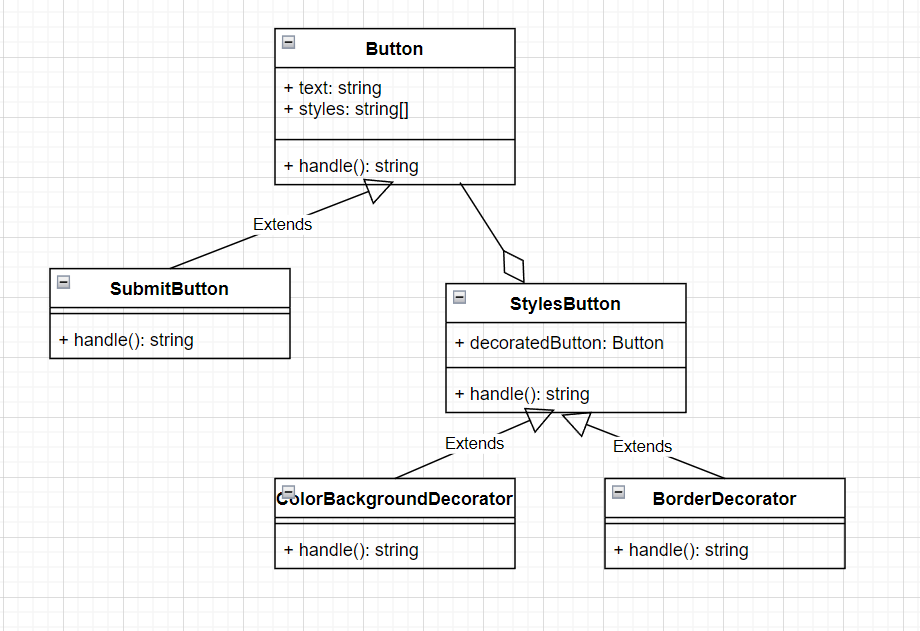 Button
+ text: string
+ styles: string[]
+ handle(): string
Extends
SubmitButton
+ handle(): string
StylesButton
+ decoratedButton: Button
+ handle(): string
Extends
Extends
ColorBackgroundDecorator
+ handle(): string
BorderDecorator
+ handle(): string